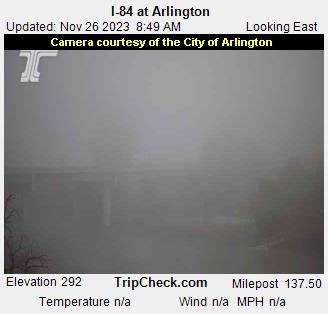 I-84 at Arlington
Updated: Nov 26 2023 8:49 AM Looking East
Camera courtesy of the City of Arlington
Elevation 292 TripCheck.com Milepost 137.50
Temperature n/a Wind n/a MPH n/a